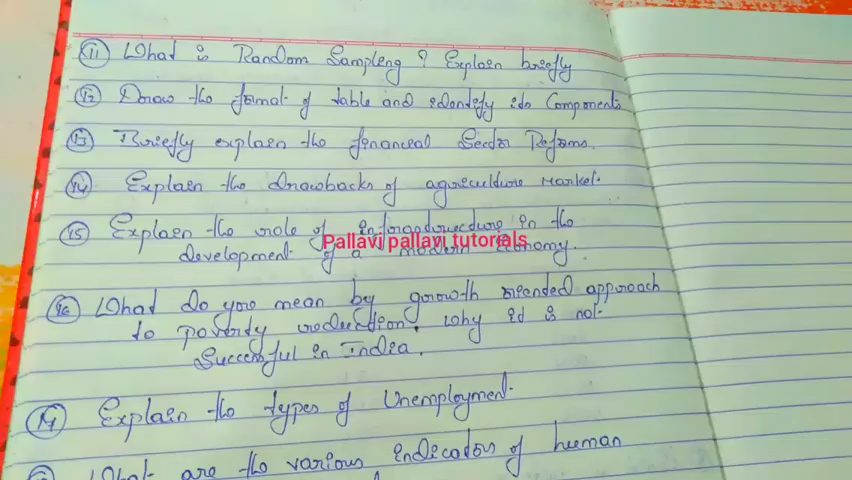 11 What is Random Sampling? Explain briefly
12 Draw the format of table and identify its Components
13 Briefly explain the financial Sector Reforms.
14 Explain the drawbacks of agriculture Market.
15 Explain the role of infrastructure in the
Pallavi pallavi tutorials
development of a modern Economy.
16 What do you mean by growth oriented approach
to poverty reduction. Why it is not
Successful in India.
17 Explain the types of Unemployment.
What are the various indicators of human